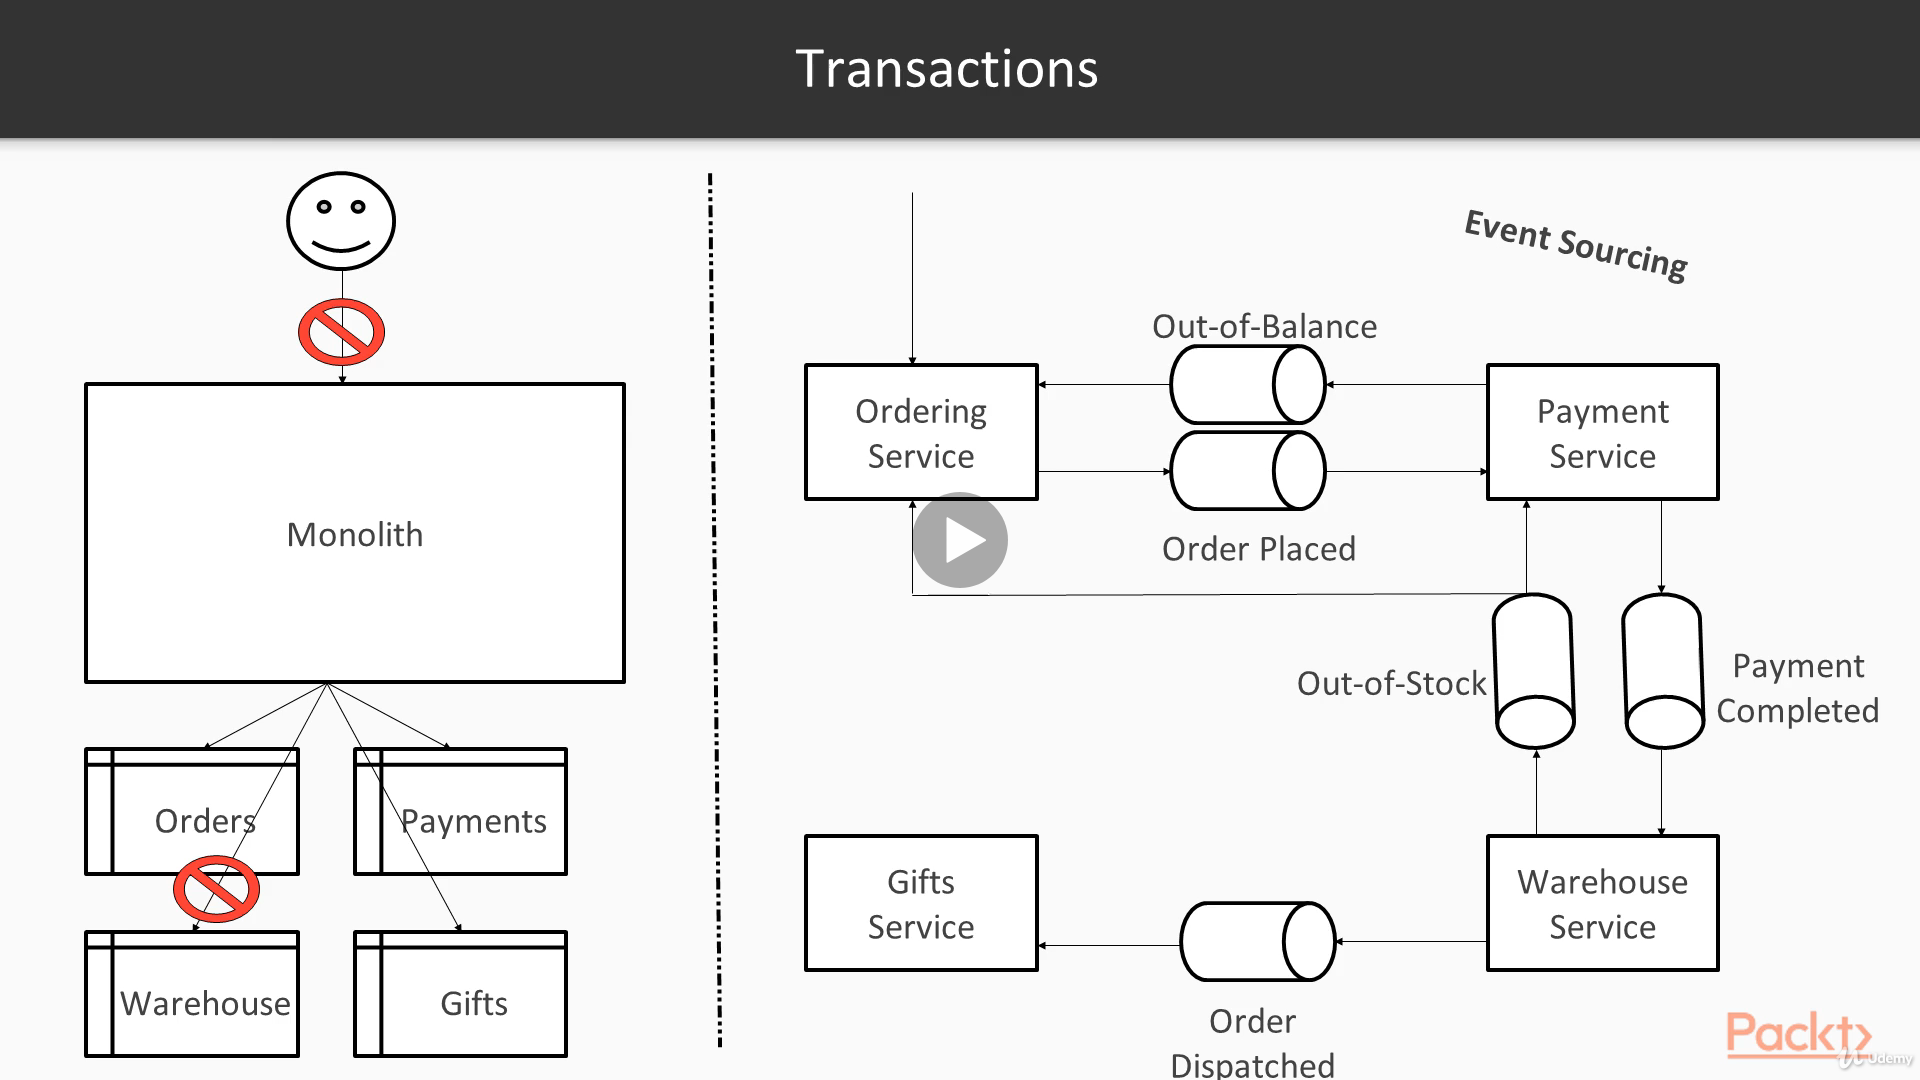 Transactions
Event Sourcing
Out-of-Balance
Ordering
Service
Payment
Service
Monolith
Order Placed
Out-of-Stock
Payment
Completed
Orders
Payments
Gifts
Service
Warehouse
Service
Warehouse
Gifts
Order
Dispatched
Packt>
Udemy